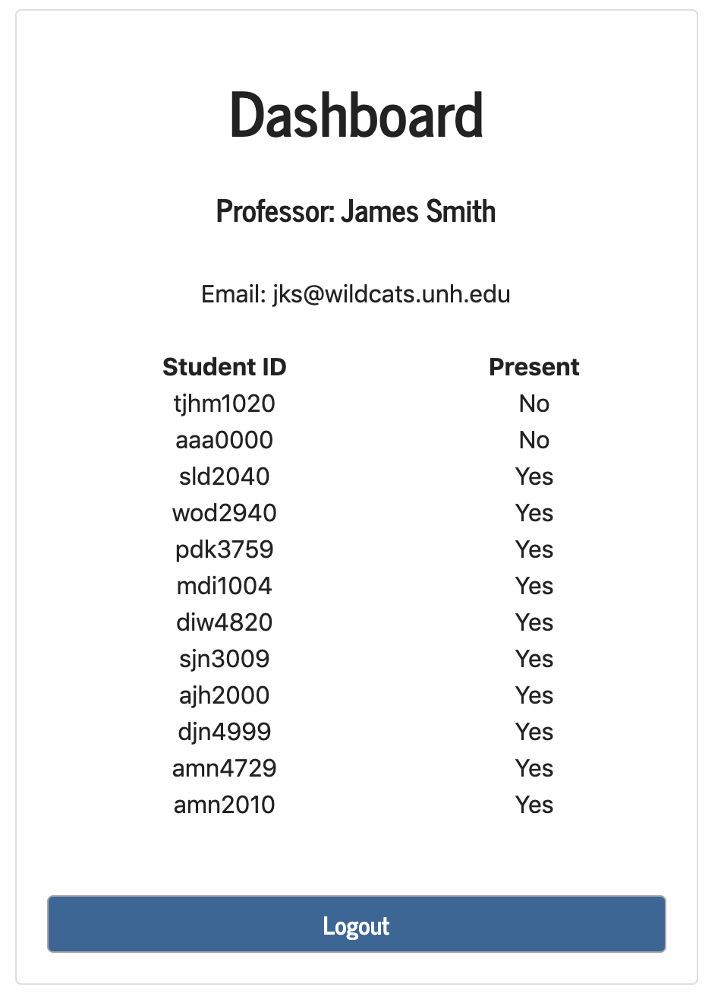 Dashboard
Professor: James Smith
Email: jks@wildcats.unh.edu
Student ID Present
tjhm1020 No
aaa0000 No
sld2040 Yes
wod2940 Yes
pdk3759 Yes
mdi1004 Yes
diw4820 Yes
sjn3009 Yes
ajh2000 Yes
djn4999 Yes
amn4729 Yes
amn2010 Yes
Logout